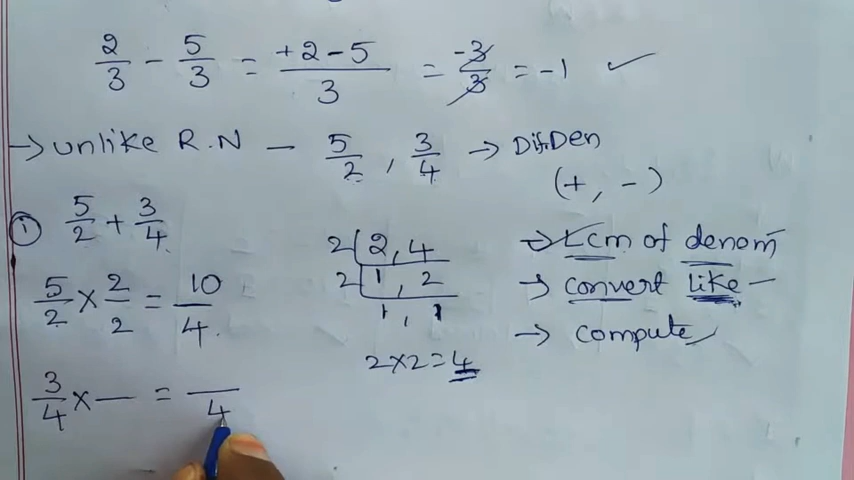 2/3 - 5/3 = +2-5/3 = -3/3 = -1 ✓
→ unlike R.N - 5/2 , 3/4 → Dif.Den
(+, -)
① 5/2 + 3/4
5/2 × 2/2 = 10/4
3/4 × — = —/4
2 | 2, 4
2 | 1, 2
1, 1
2×2=4
→ Lcm of denom
→ convert like -
→ compute